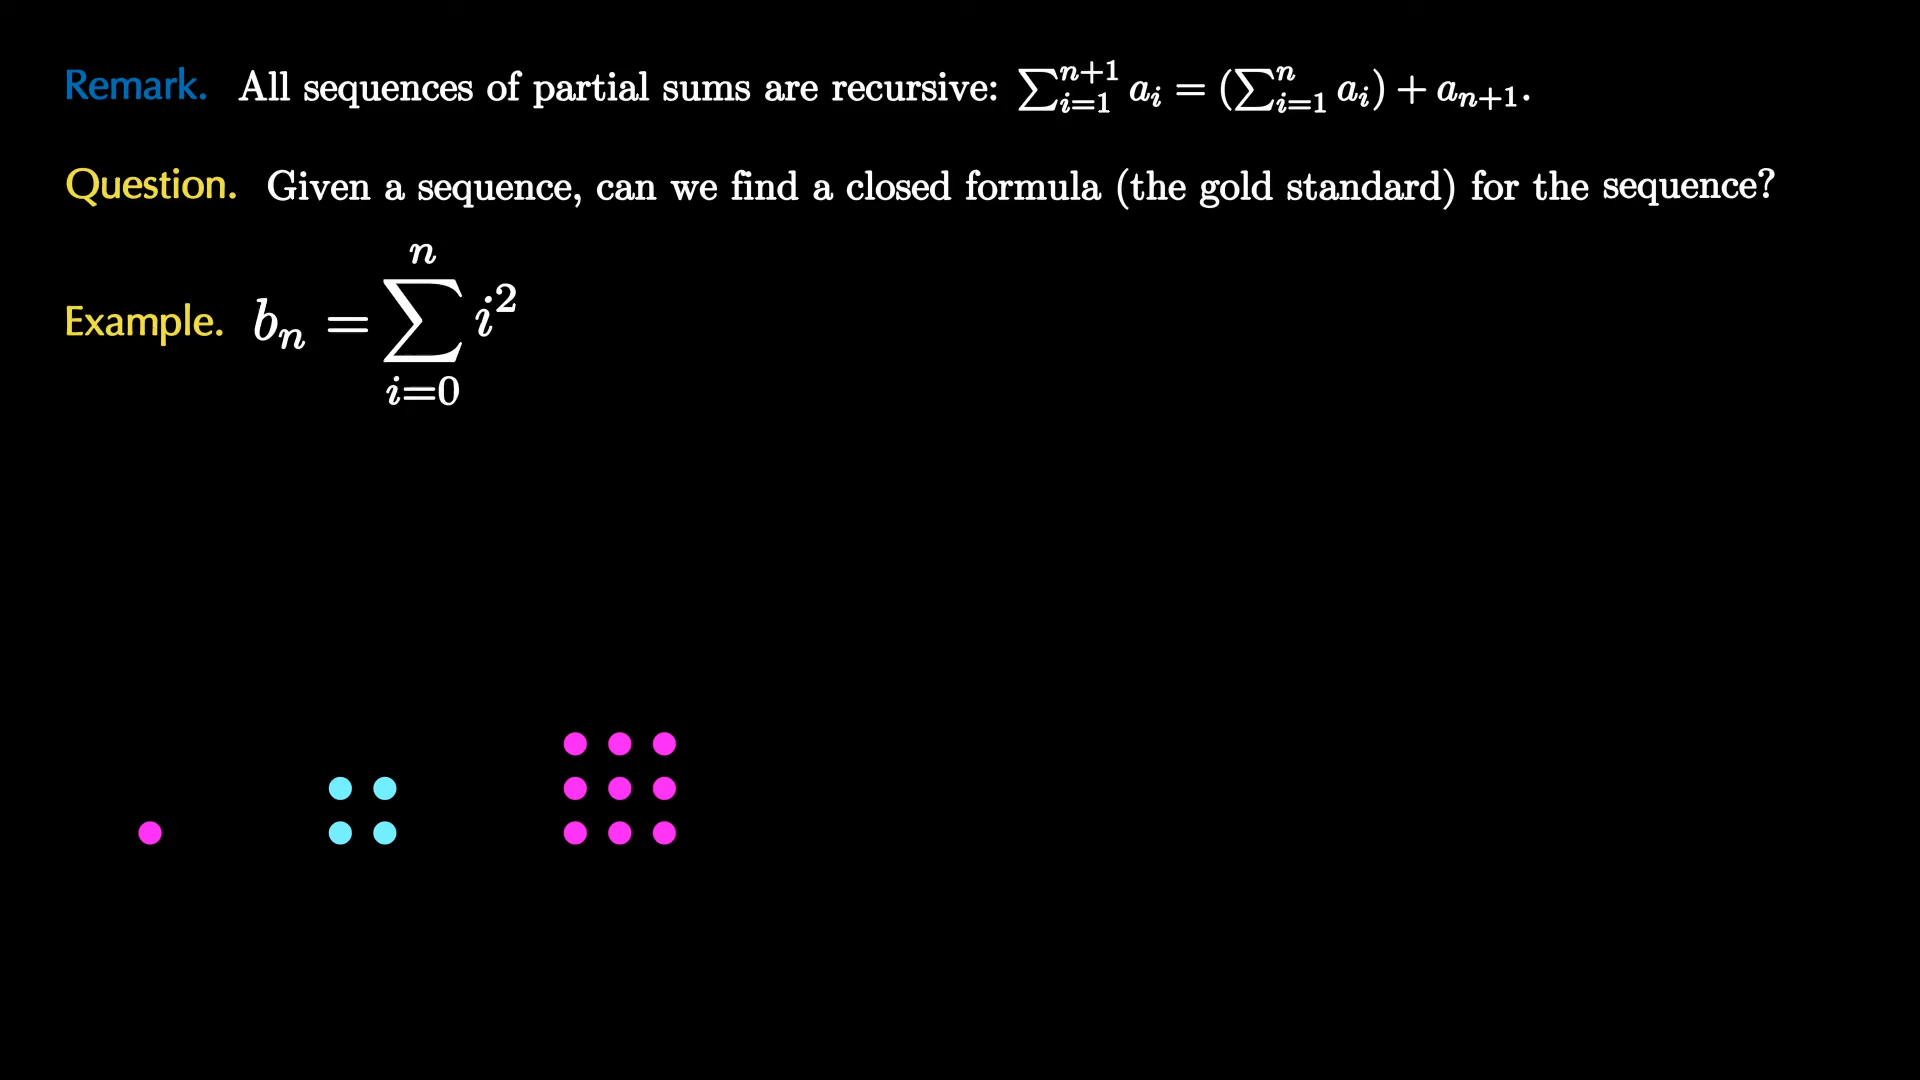 Remark. All sequences of partial sums are recursive: $\sum_{i=1}^{n+1} a_i = (\sum_{i=1}^{n} a_i) + a_{n+1}$.
Question. Given a sequence, can we find a closed formula (the gold standard) for the sequence?
Example. $b_n = \sum_{i=0}^{n} i^2$